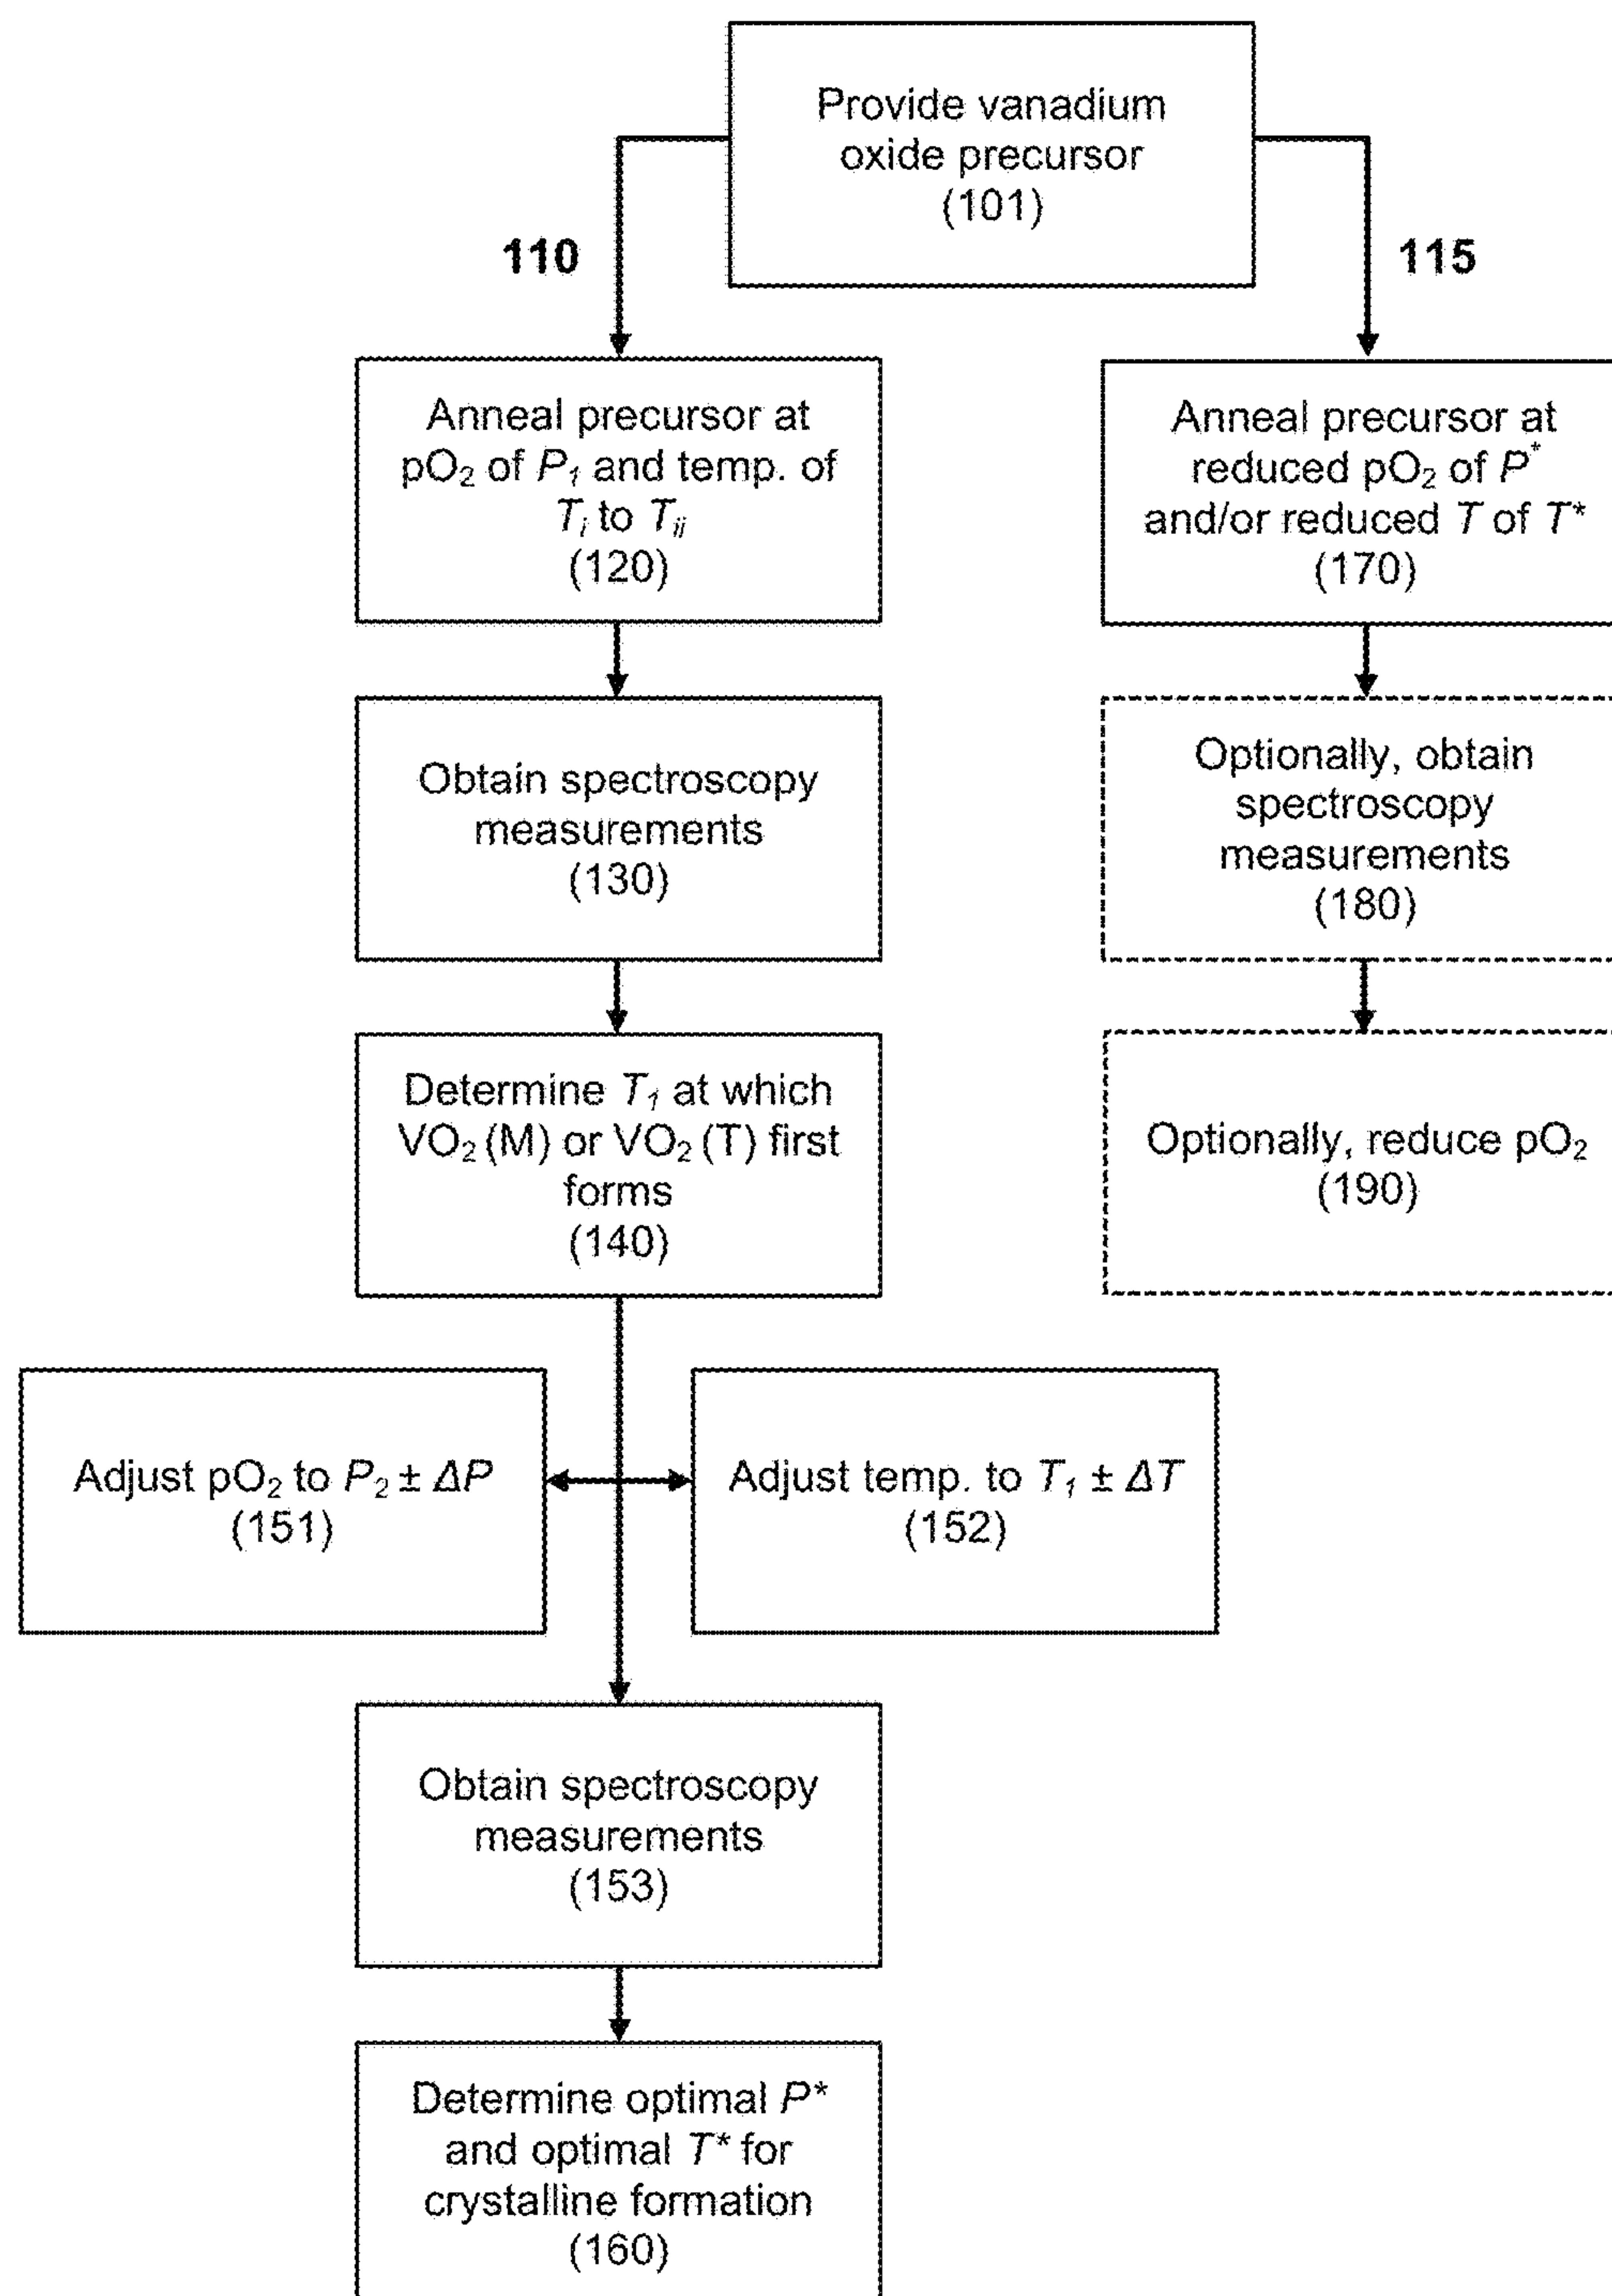 Provide vanadium
oxide precursor
(101)
110
115
Anneal precursor at
pO₂ of P₁ and temp. of
Tᵢ to Tᵢᵢ
(120)
Anneal precursor at
reduced pO₂ of P*
and/or reduced T of T*
(170)
Obtain spectroscopy
measurements
(130)
Optionally, obtain
spectroscopy
measurements
(180)
Determine T₁ at which
VO₂ (M) or VO₂ (T) first
forms
(140)
Optionally, reduce pO₂
(190)
Adjust pO₂ to P₂ ± ΔP
(151)
Adjust temp. to T₁ ± ΔT
(152)
Obtain spectroscopy
measurements
(153)
Determine optimal P*
and optimal T* for
crystalline formation
(160)